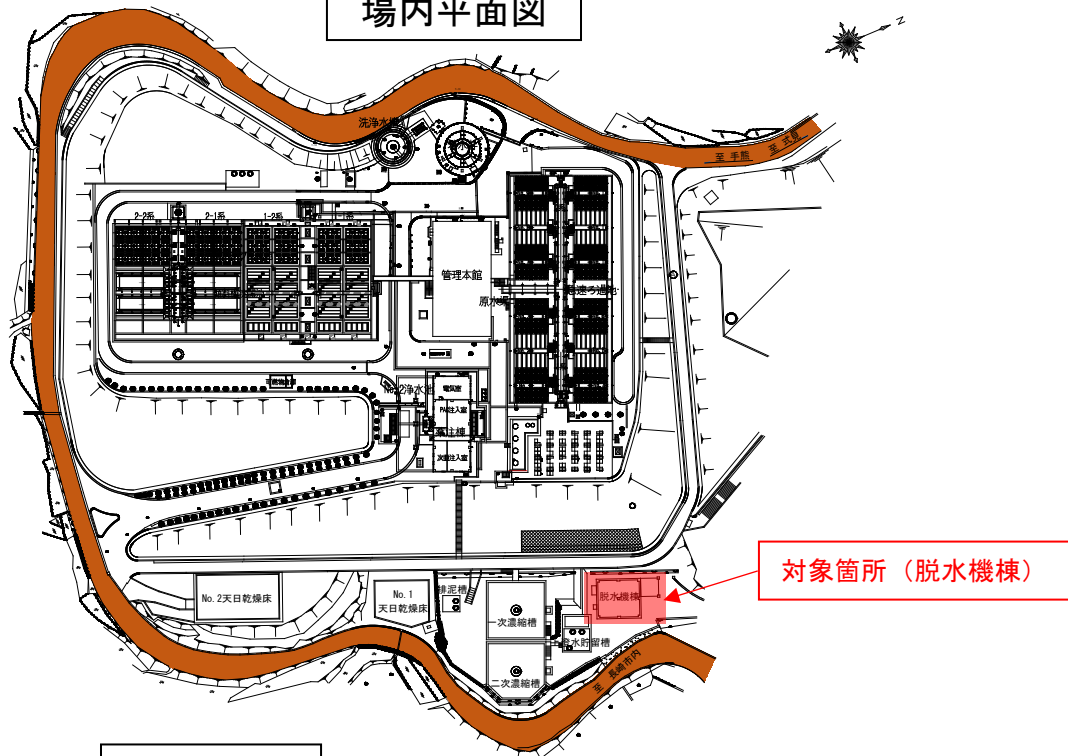 場内平面図
N
洗浄水槽
至 手熊
至 式見
2-2系
2-1系
1-2系
1-1系
管理本館
原水渠
急速ろ過池
No.2浄水池
電気室
PAC注入室
薬注棟
次亜注入室
対象箇所（脱水機棟）
No.2天日乾燥床
No.1
天日乾燥床
排泥槽
一次濃縮槽
脱水機棟
二次濃縮槽
至 長崎市内